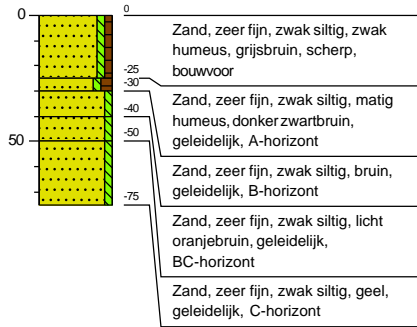 0
0
Zand, zeer fijn, zwak siltig, zwak
humeus, grijsbruin, scherp,
bouwvoor
-25
-30
Zand, zeer fijn, zwak siltig, matig
humeus, donker zwartbruin,
geleidelijk, A-horizont
-40
50
-50
Zand, zeer fijn, zwak siltig, bruin,
geleidelijk, B-horizont
-75
Zand, zeer fijn, zwak siltig, licht
oranjebruin, geleidelijk,
BC-horizont
Zand, zeer fijn, zwak siltig, geel,
geleidelijk, C-horizont